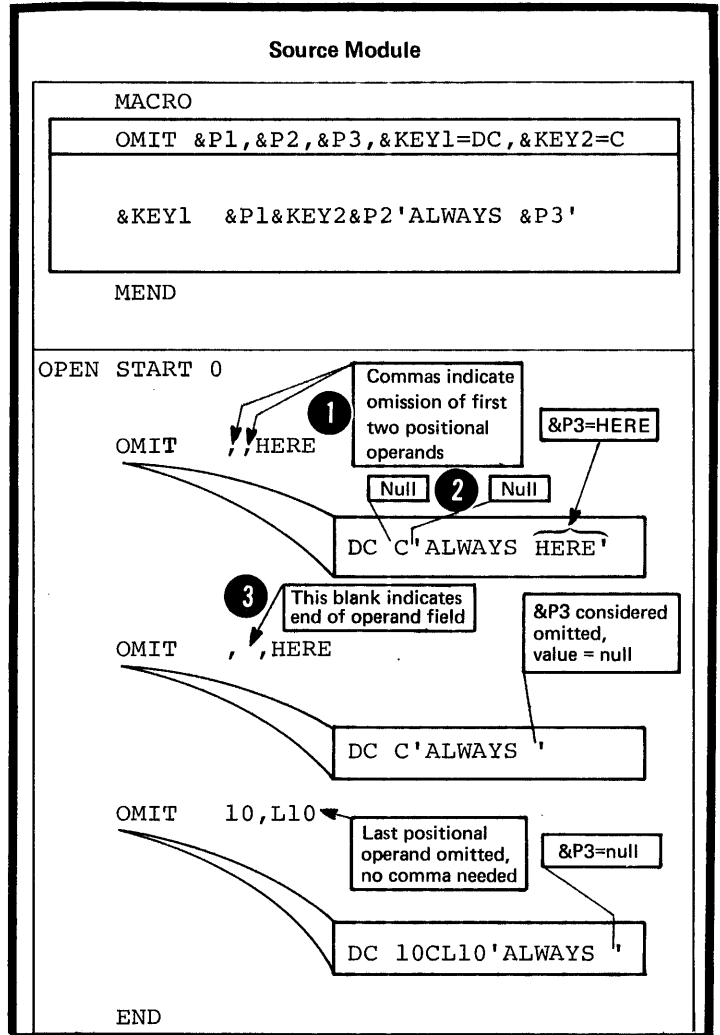 Source Module
MACRO
OMIT &P1,&P2,&P3,&KEY1=DC,&KEY2=C
&KEY1 &P1&KEY2&P2'ALWAYS &P3'
MEND
OPEN START 0
1
Commas indicate
omission of first
two positional
operands
&P3=HERE
OMIT ,,HERE
Null 2 Null
DC C'ALWAYS HERE'
3
This blank indicates
end of operand field
&P3 considered
omitted,
value = null
OMIT , ,HERE
DC C'ALWAYS '
OMIT 10,L10
Last positional
operand omitted,
no comma needed
&P3=null
DC 10CL10'ALWAYS '
END